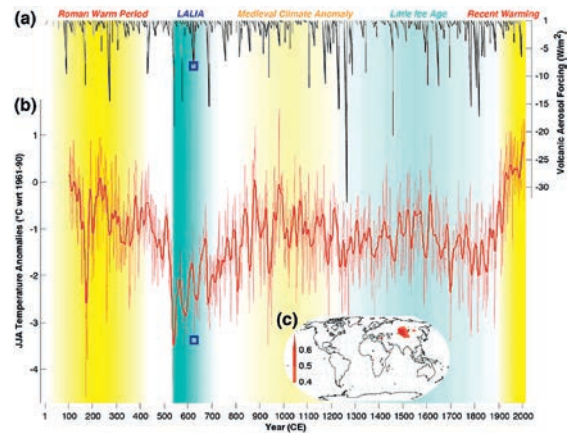 (a) Roman Warm Period LALIA Medieval Climate Anomaly Little Ice Age Recent Warming
1
-5
-10
-15
-20
-25
-30
Volcanic Aerosol Forcing (W/m²)
(b)
1
0
-1
-2
-3
-4
JJA Temperature Anomalies (°C wrt 1961-90)
(c)
0.6
0.5
0.4
0 100 200 300 400 500 600 700 800 900 1000 1100 1200 1300 1400 1500 1600 1700 1800 1900 2000
Year (CE)